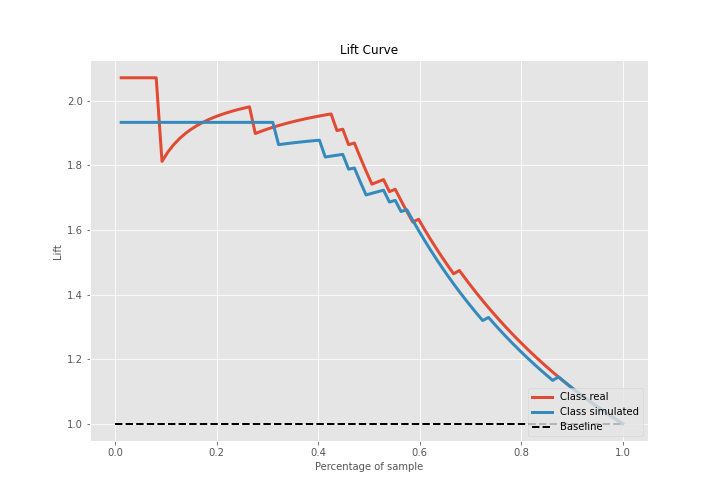 Lift Curve
Lift
2.0
1.8
1.6
1.4
1.2
1.0
0.0 0.2 0.4 0.6 0.8 1.0
Percentage of sample
Class real
Class simulated
Baseline